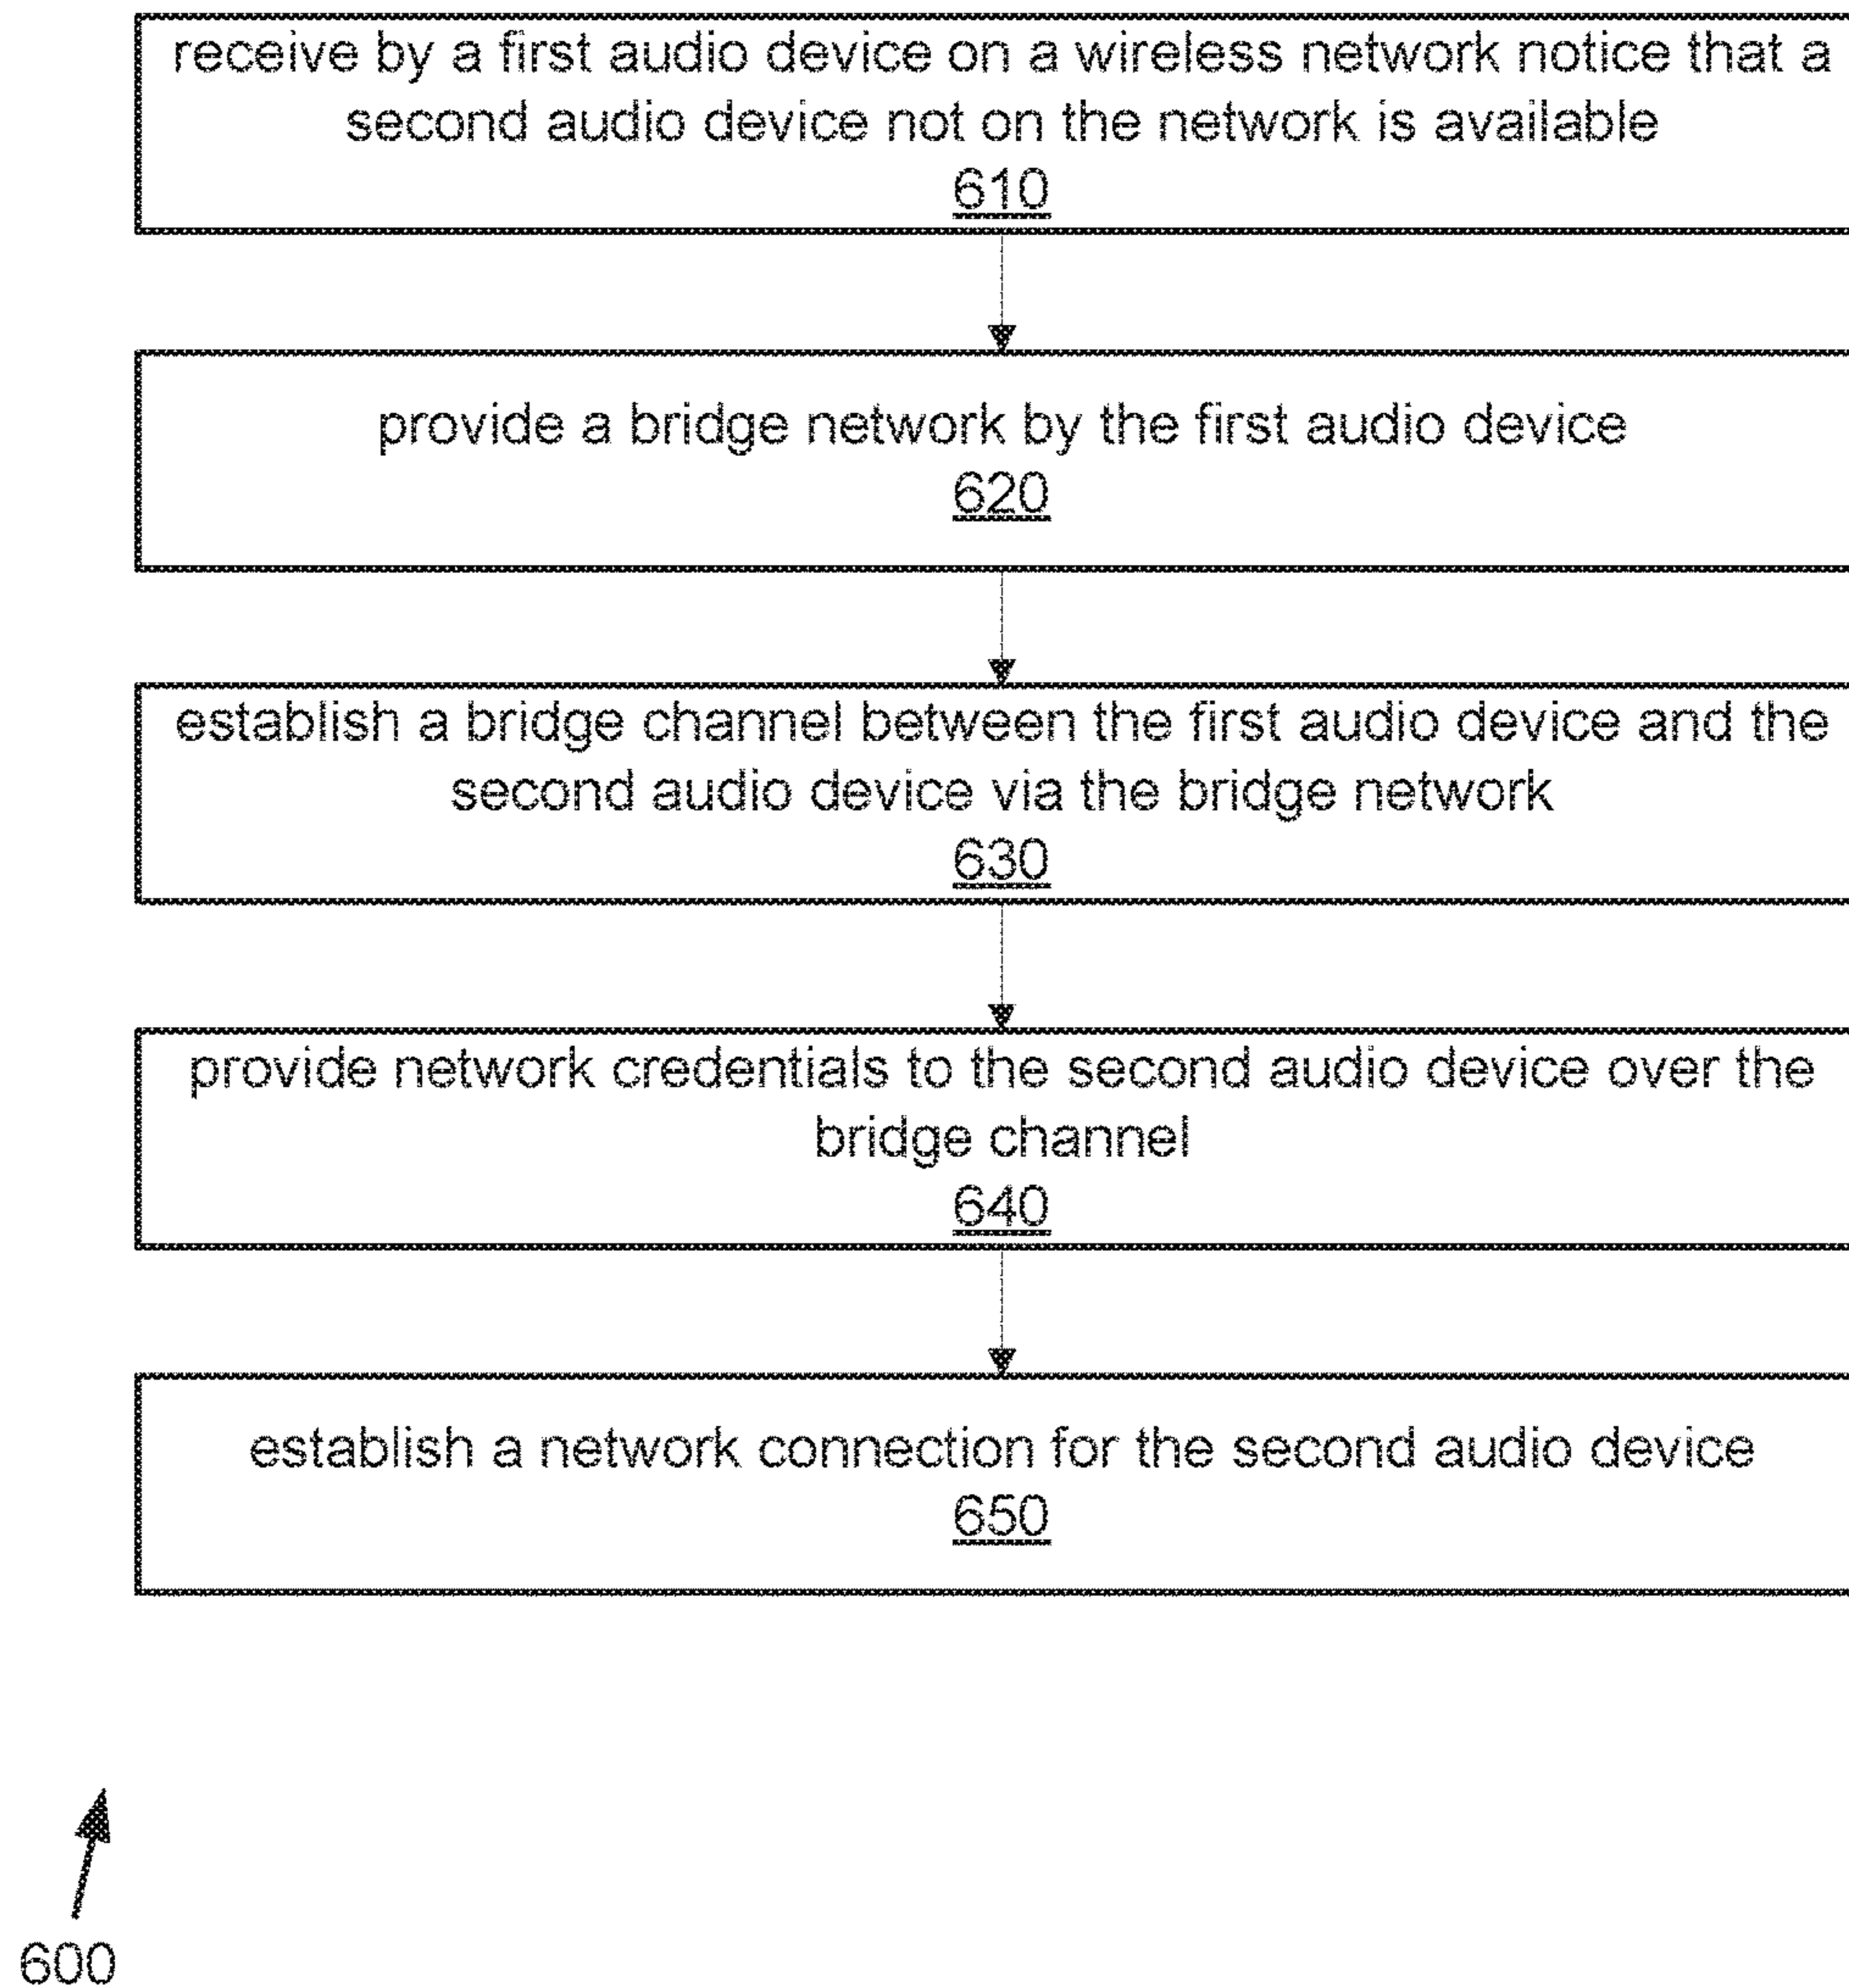 receive by a first audio device on a wireless network notice that a
second audio device not on the network is available
610
provide a bridge network by the first audio device
620
establish a bridge channel between the first audio device and the
second audio device via the bridge network
630
provide network credentials to the second audio device over the
bridge channel
640
establish a network connection for the second audio device
650
600